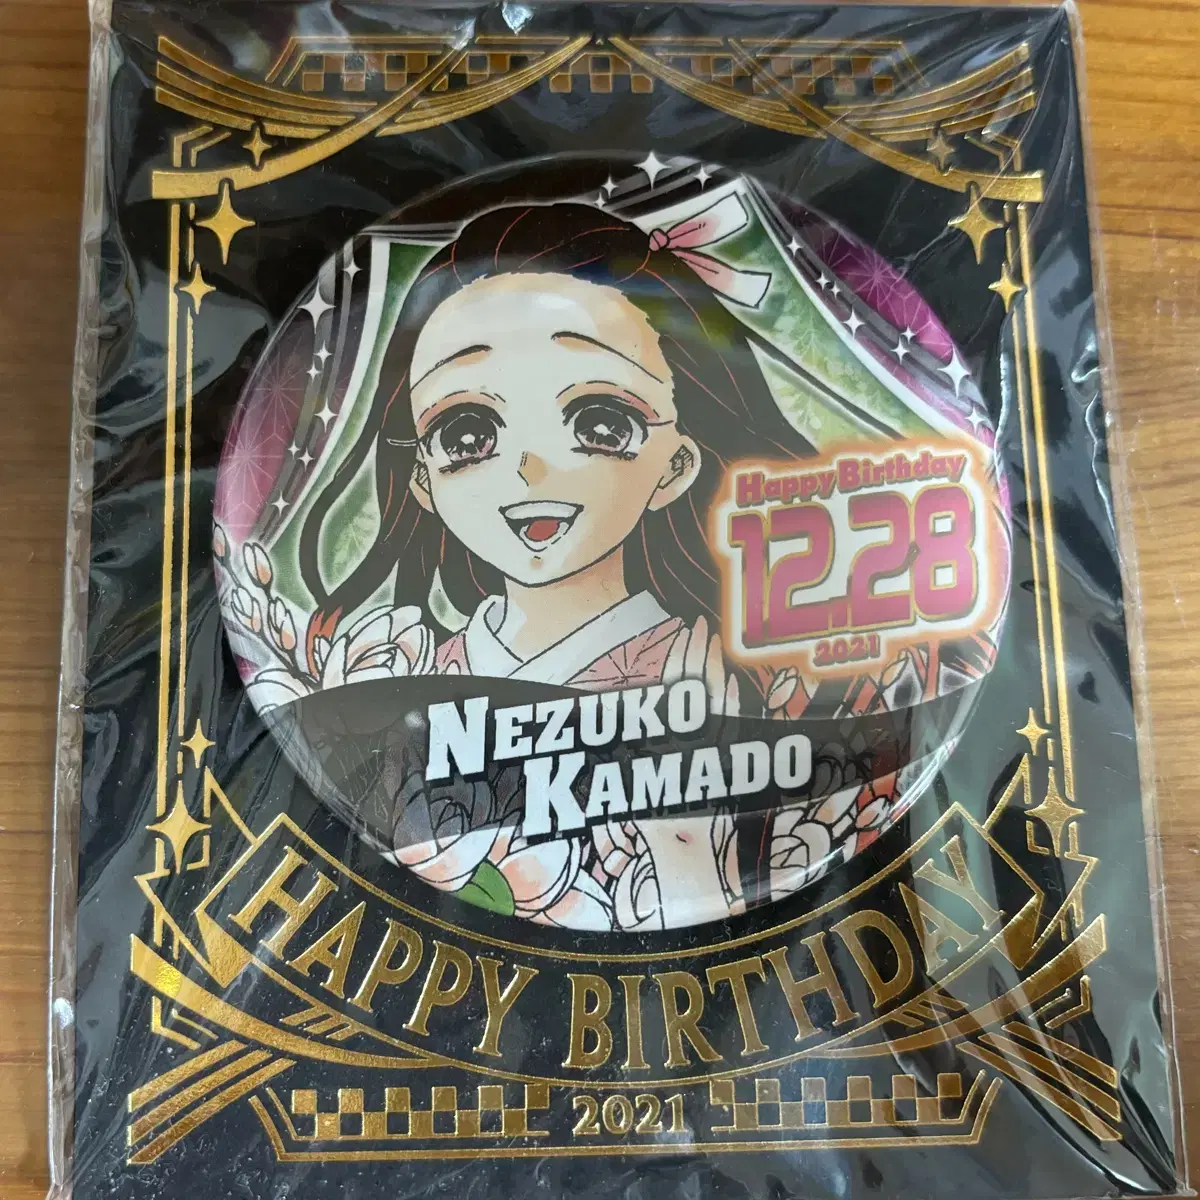 Happy Birthday
12.28
2021
NEZUKO
KAMADO
HAPPY BIRTHDAY
2021